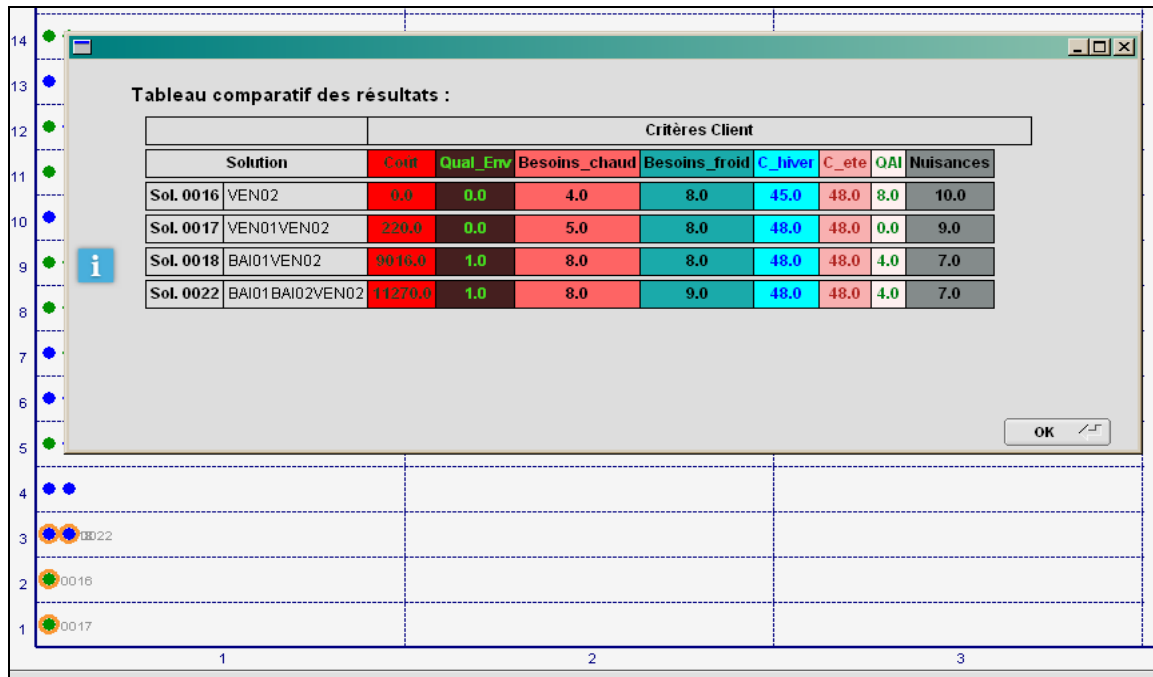 Tableau comparatif des résultats :
Critères Client
Solution Cout Qual_Env Besoins_chaud Besoins_froid C_hiver C_ete QAI Nuisances
Sol. 0016 VEN02 0.0 0.0 4.0 8.0 45.0 48.0 8.0 10.0
Sol. 0017 VEN01VEN02 220.0 0.0 5.0 8.0 48.0 48.0 0.0 9.0
Sol. 0018 BAI01VEN02 9046.0 1.0 8.0 8.0 48.0 48.0 4.0 7.0
Sol. 0022 BAI01BAI02VEN02 11270.0 1.0 8.0 9.0 48.0 48.0 4.0 7.0
OK
14
13
12
11
10
9
8
7
6
5
4
3 0022
2 0016
1 0017
1 2 3